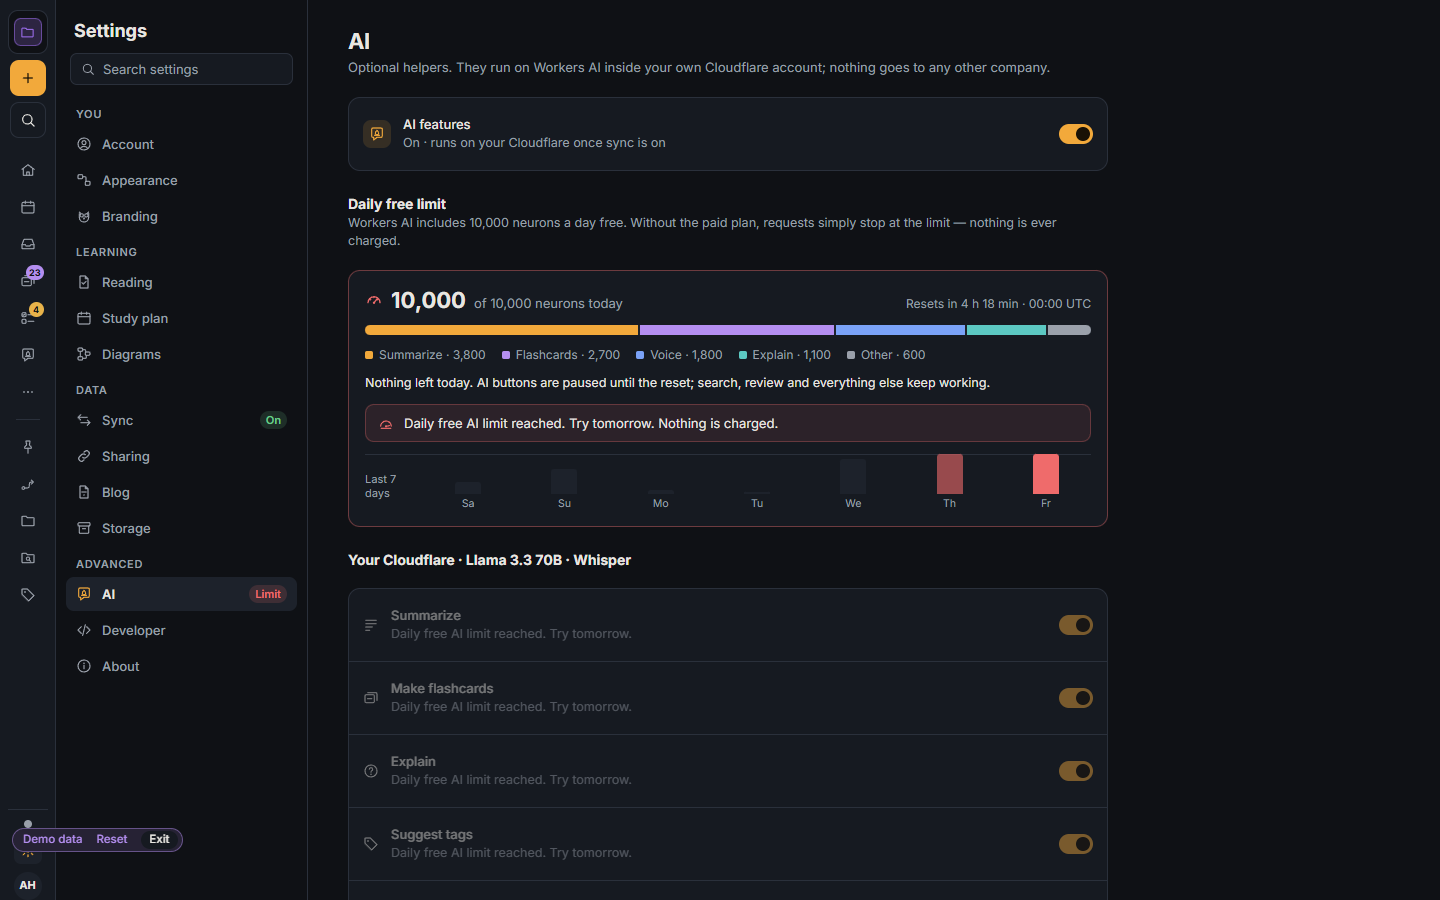 Settings
Search settings
YOU
Account
Appearance
Branding
LEARNING
Reading
Study plan
Diagrams
DATA
Sync
On
Sharing
Blog
Storage
ADVANCED
AI
Limit
Developer
About
23
4
Demo data
Reset
Exit
AH
AI
Optional helpers. They run on Workers AI inside your own Cloudflare account; nothing goes to any other company.
AI features
On · runs on your Cloudflare once sync is on
Daily free limit
Workers AI includes 10,000 neurons a day free. Without the paid plan, requests simply stop at the limit — nothing is ever
charged.
10,000 of 10,000 neurons today
Resets in 4 h 18 min · 00:00 UTC
Summarize · 3,800
Flashcards · 2,700
Voice · 1,800
Explain · 1,100
Other · 600
Nothing left today. AI buttons are paused until the reset; search, review and everything else keep working.
Daily free AI limit reached. Try tomorrow. Nothing is charged.
Last 7
days
Sa
Su
Mo
Tu
We
Th
Fr
Your Cloudflare · Llama 3.3 70B · Whisper
Summarize
Daily free AI limit reached. Try tomorrow.
Make flashcards
Daily free AI limit reached. Try tomorrow.
Explain
Daily free AI limit reached. Try tomorrow.
Suggest tags
Daily free AI limit reached. Try tomorrow.